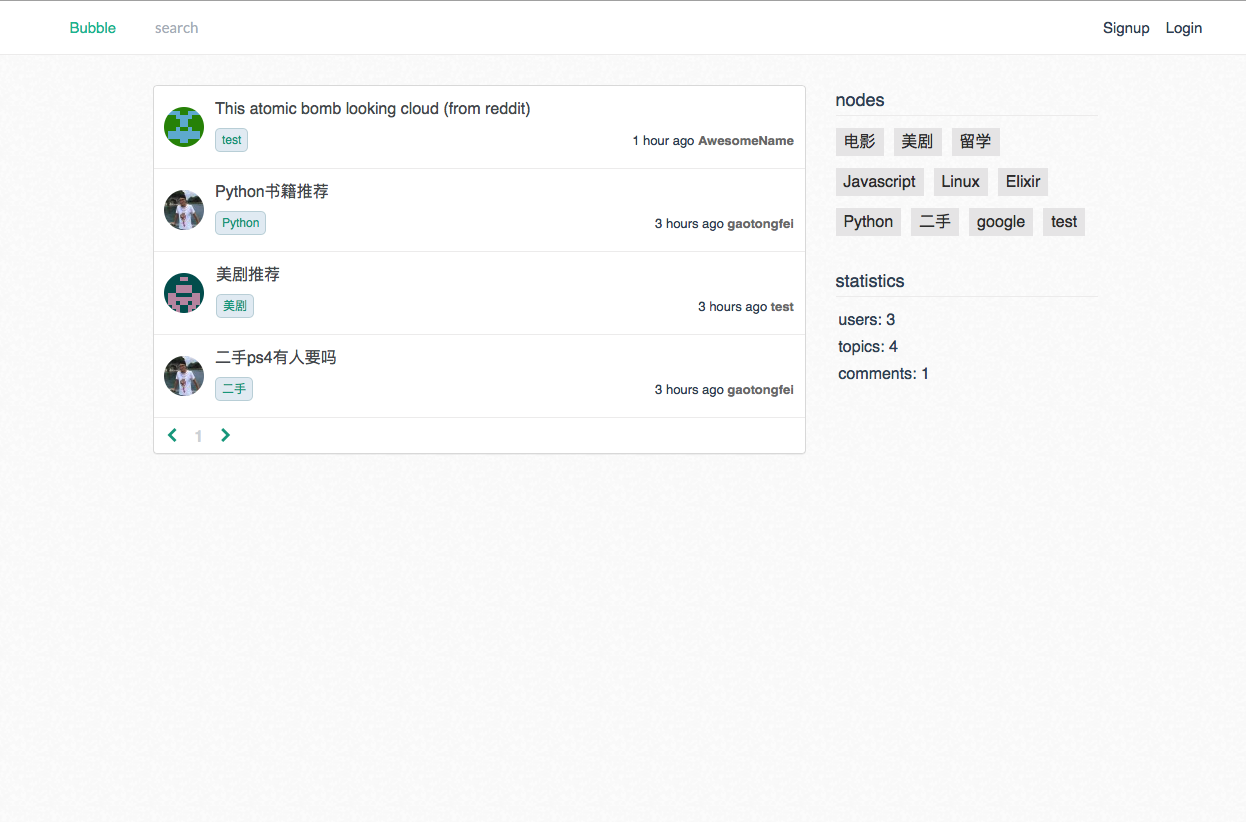 Bubble search Signup Login
This atomic bomb looking cloud (from reddit)
test 1 hour ago AwesomeName
Python书籍推荐
Python 3 hours ago gaotongfei
美剧推荐
美剧 3 hours ago test
二手ps4有人要吗
二手 3 hours ago gaotongfei
1
nodes
电影 美剧 留学
Javascript Linux Elixir
Python 二手 google test
statistics
users: 3
topics: 4
comments: 1